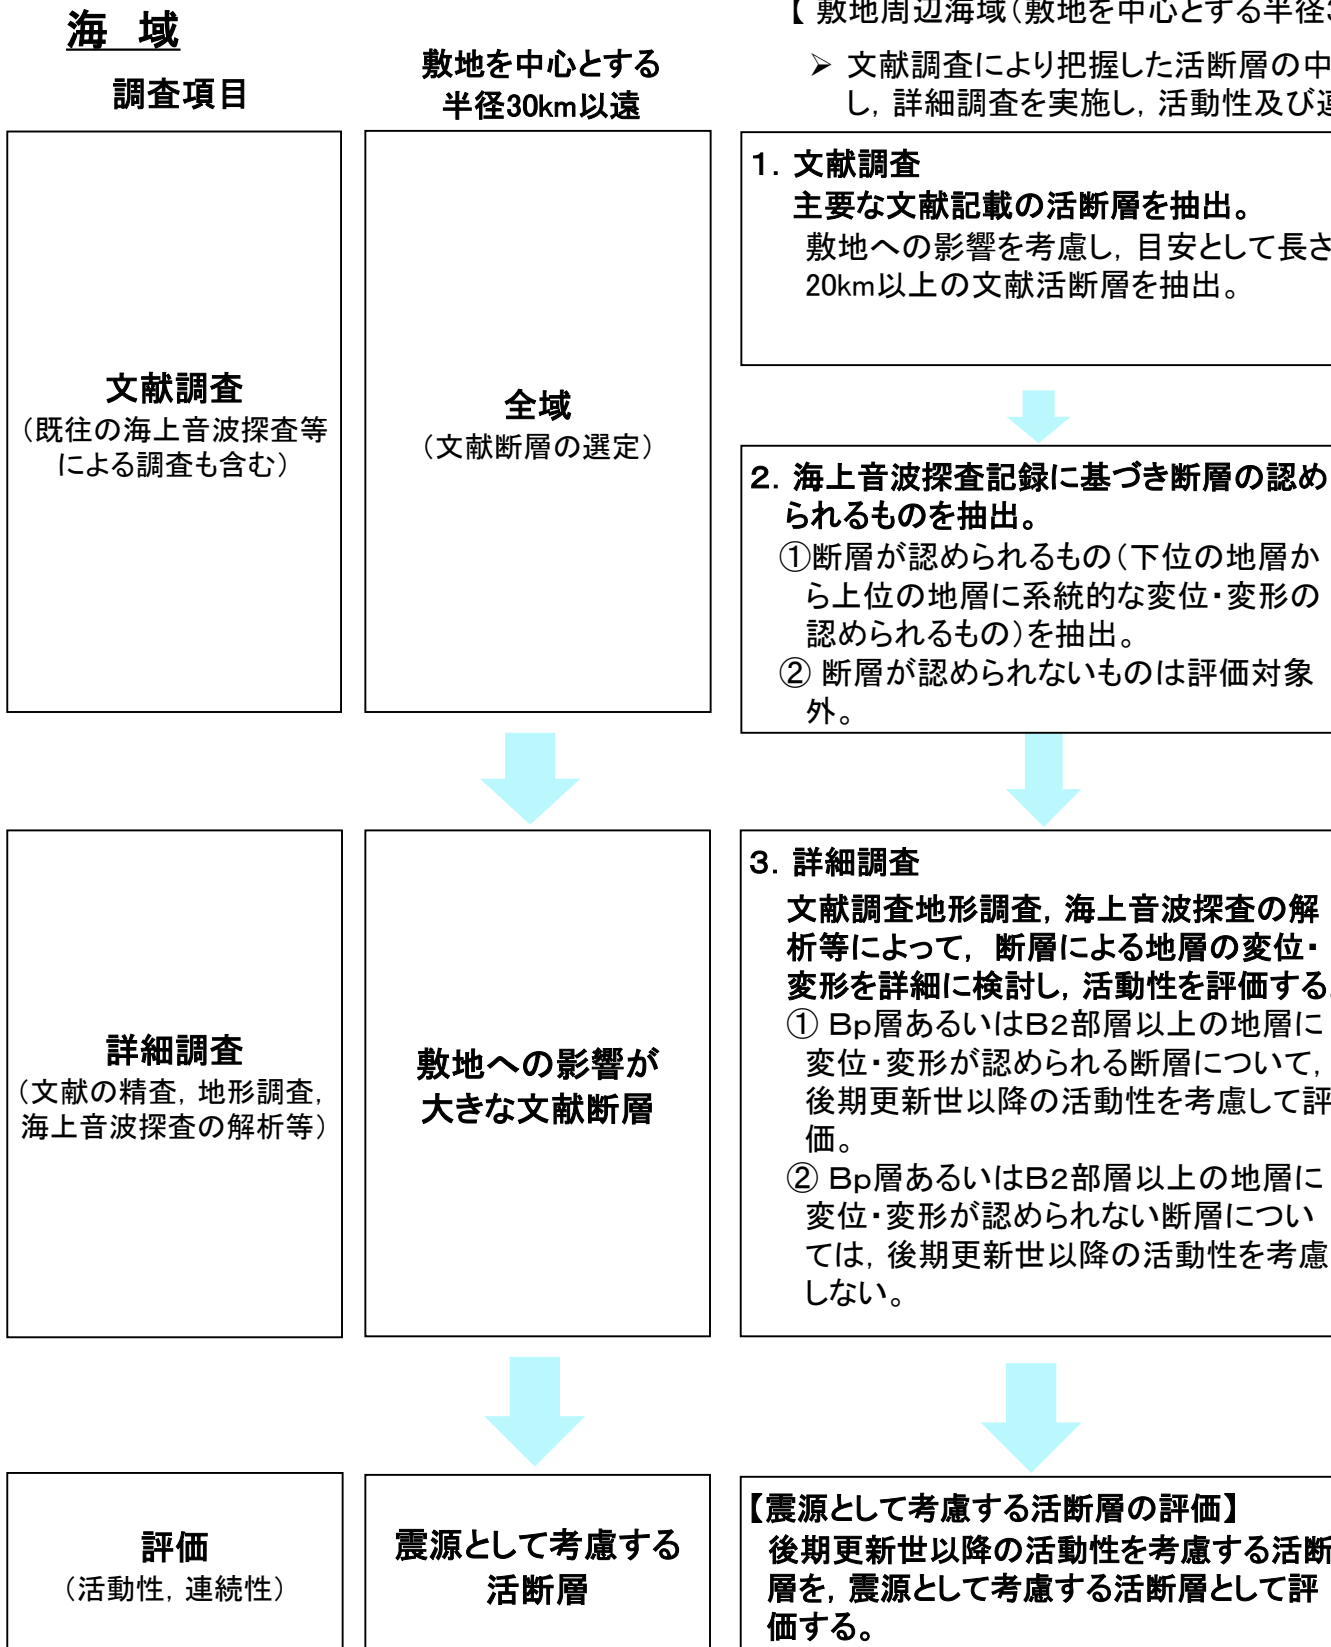 海　域
調査項目
敷地を中心とする
半径30km以遠
【 敷地周辺海域（敷地を中心とする半径
➢ 文献調査により把握した活断層の中
し，詳細調査を実施し，活動性及び
文献調査
（既往の海上音波探査等
による調査も含む）
全域
（文献断層の選定）
１．文献調査
主要な文献記載の活断層を抽出。
敷地への影響を考慮し，目安として長さ
20km以上の文献活断層を抽出。
２．海上音波探査記録に基づき断層の認め
られるものを抽出。
①断層が認められるもの（下位の地層か
ら上位の地層に系統的な変位・変形の
認められるもの）を抽出。
② 断層が認められないものは評価対象
外。
詳細調査
（文献の精査，地形調査，
海上音波探査の解析等）
敷地への影響が
大きな文献断層
３．詳細調査
文献調査地形調査，海上音波探査の解
析等によって， 断層による地層の変位・
変形を詳細に検討し，活動性を評価する。
① Ｂｐ層あるいはＢ２部層以上の地層に
変位・変形が認められる断層について，
後期更新世以降の活動性を考慮して評
価。
② Ｂｐ層あるいはＢ２部層以上の地層に
変位・変形が認められない断層につい
ては，後期更新世以降の活動性を考慮
しない。
評価
（活動性，連続性）
震源として考慮する
活断層
【震源として考慮する活断層の評価】
後期更新世以降の活動性を考慮する活断
層を，震源として考慮する活断層として評
価する。